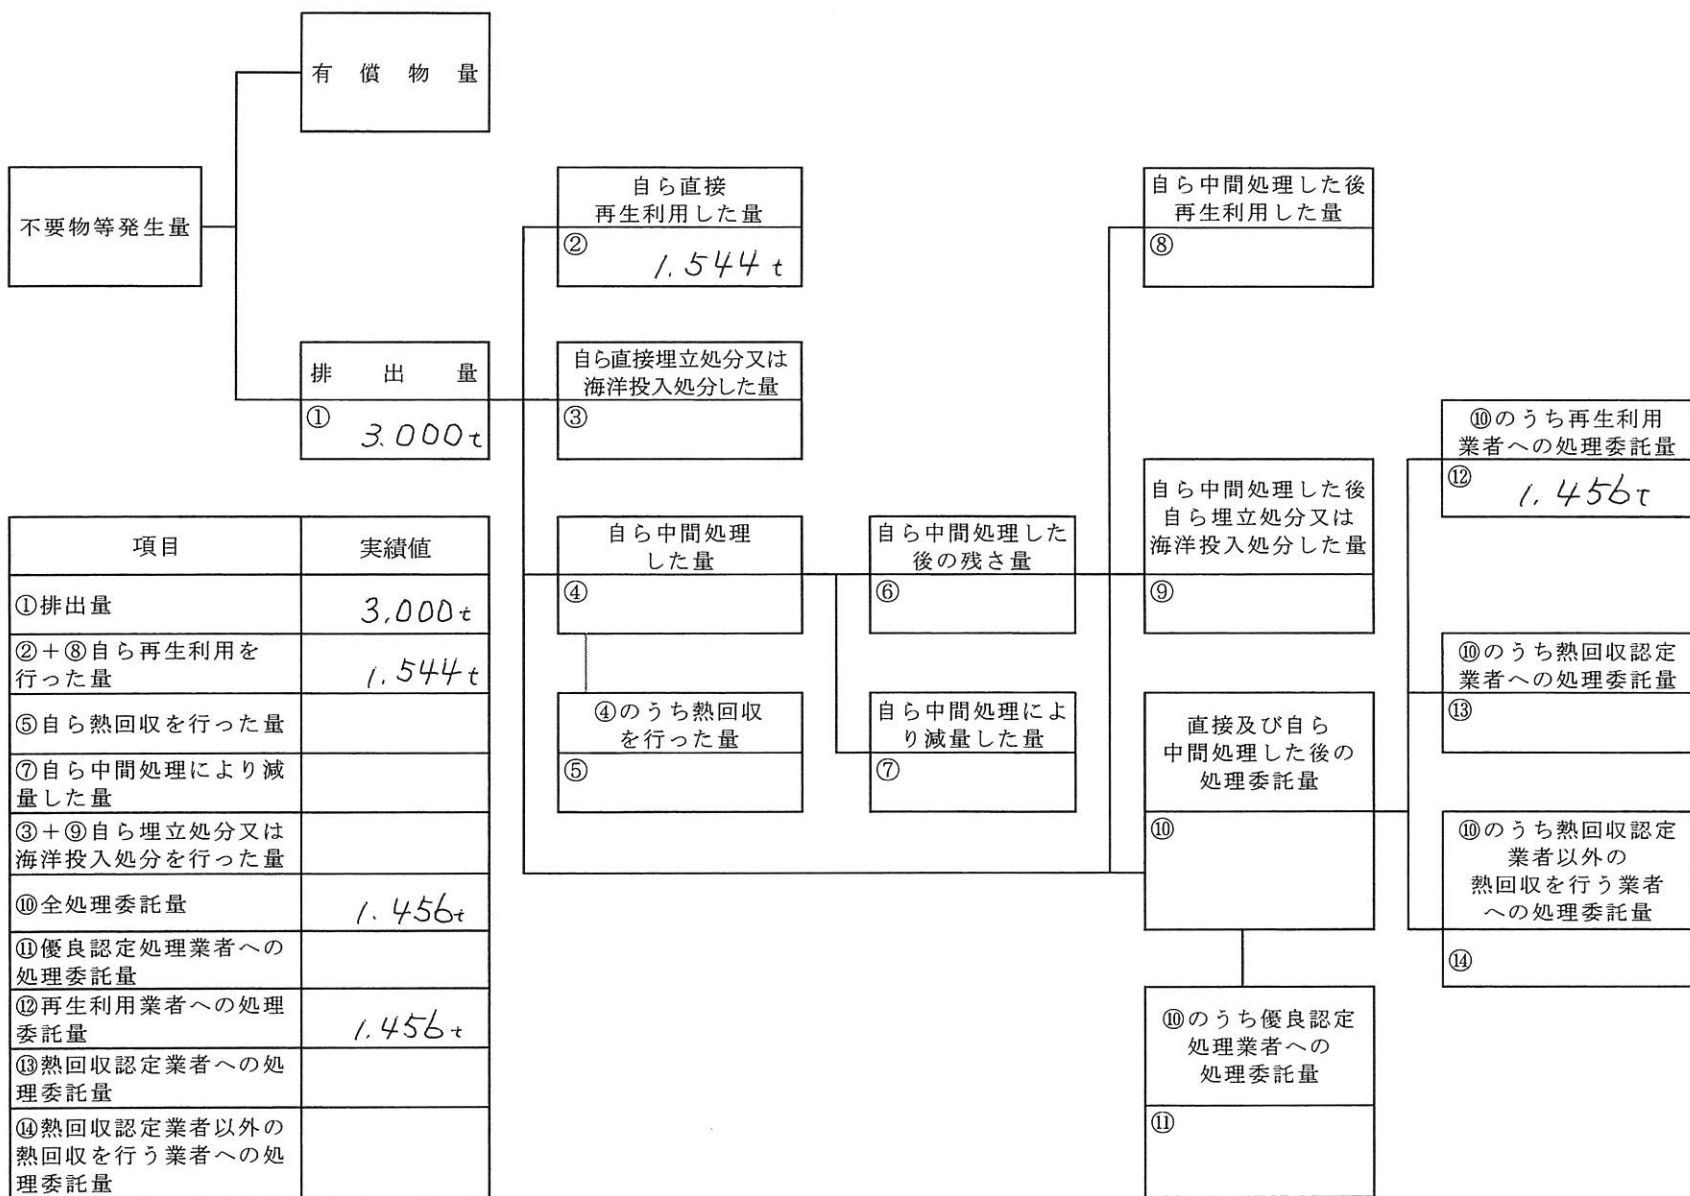 有償物量
不要物等発生量
排出量
①
3.000t
自ら直接
再生利用した量
②
1.544t
自ら直接埋立処分又は
海洋投入処分した量
③
自ら中間処理
した量
④
④のうち熱回収
を行った量
⑤
自ら中間処理した
後の残さ量
⑥
自ら中間処理によ
り減量した量
⑦
自ら中間処理した後
再生利用した量
⑧
自ら中間処理した後
自ら埋立処分又は
海洋投入処分した量
⑨
直接及び自ら
中間処理した後の
処理委託量
⑩
⑩のうち優良認定
処理業者への
処理委託量
⑪
⑩のうち再生利用
業者への処理委託量
⑫
1.456t
⑩のうち熱回収認定
業者への処理委託量
⑬
⑩のうち熱回収認定
業者以外の
熱回収を行う業者
への処理委託量
⑭
項目 実績値
①排出量 3,000t
②+⑧自ら再生利用を
行った量 1.544t
⑤自ら熱回収を行った量
⑦自ら中間処理により減
量した量
③+⑨自ら埋立処分又は
海洋投入処分を行った量
⑩全処理委託量 1.456t
⑪優良認定処理業者への
処理委託量
⑫再生利用業者への処理
委託量 1.456t
⑬熱回収認定業者への処
理委託量
⑭熱回収認定業者以外の
熱回収を行う業者への処
理委託量